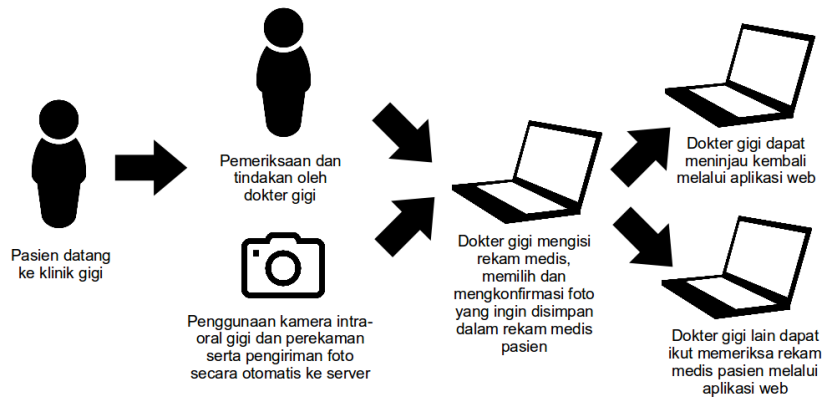 Pasien datang
ke klinik gigi
Pemeriksaan dan
tindakan oleh
dokter gigi
Penggunaan kamera intra-
oral gigi dan perekaman
serta pengiriman foto
secara otomatis ke server
Dokter gigi mengisi
rekam medis,
memilih dan
mengkonfirmasi foto
yang ingin disimpan
dalam rekam medis
pasien
Dokter gigi dapat
meninjau kembali
melalui aplikasi web
Dokter gigi lain dapat
ikut memeriksa rekam
medis pasien melalui
aplikasi web